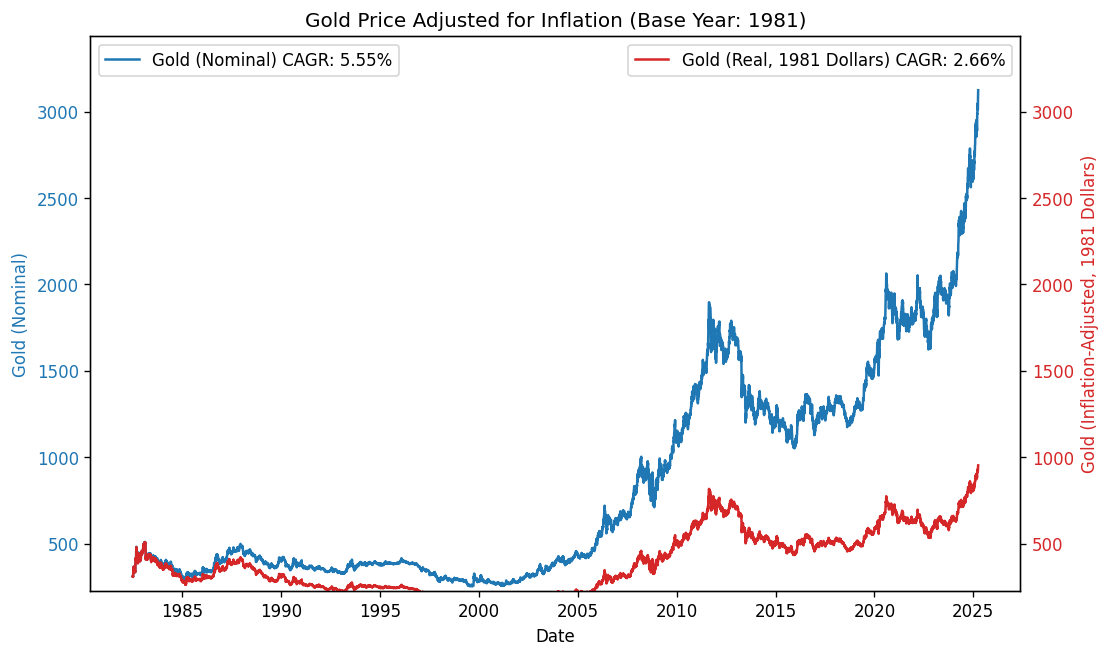 Gold Price Adjusted for Inflation (Base Year: 1981)
Gold (Nominal) CAGR: 5.55%
Gold (Real, 1981 Dollars) CAGR: 2.66%
Gold (Nominal)
3000
2500
2000
1500
1000
500
3000
2500
2000
1500
1000
500
Gold (Inflation-Adjusted, 1981 Dollars)
1985 1990 1995 2000 2005 2010 2015 2020 2025
Date